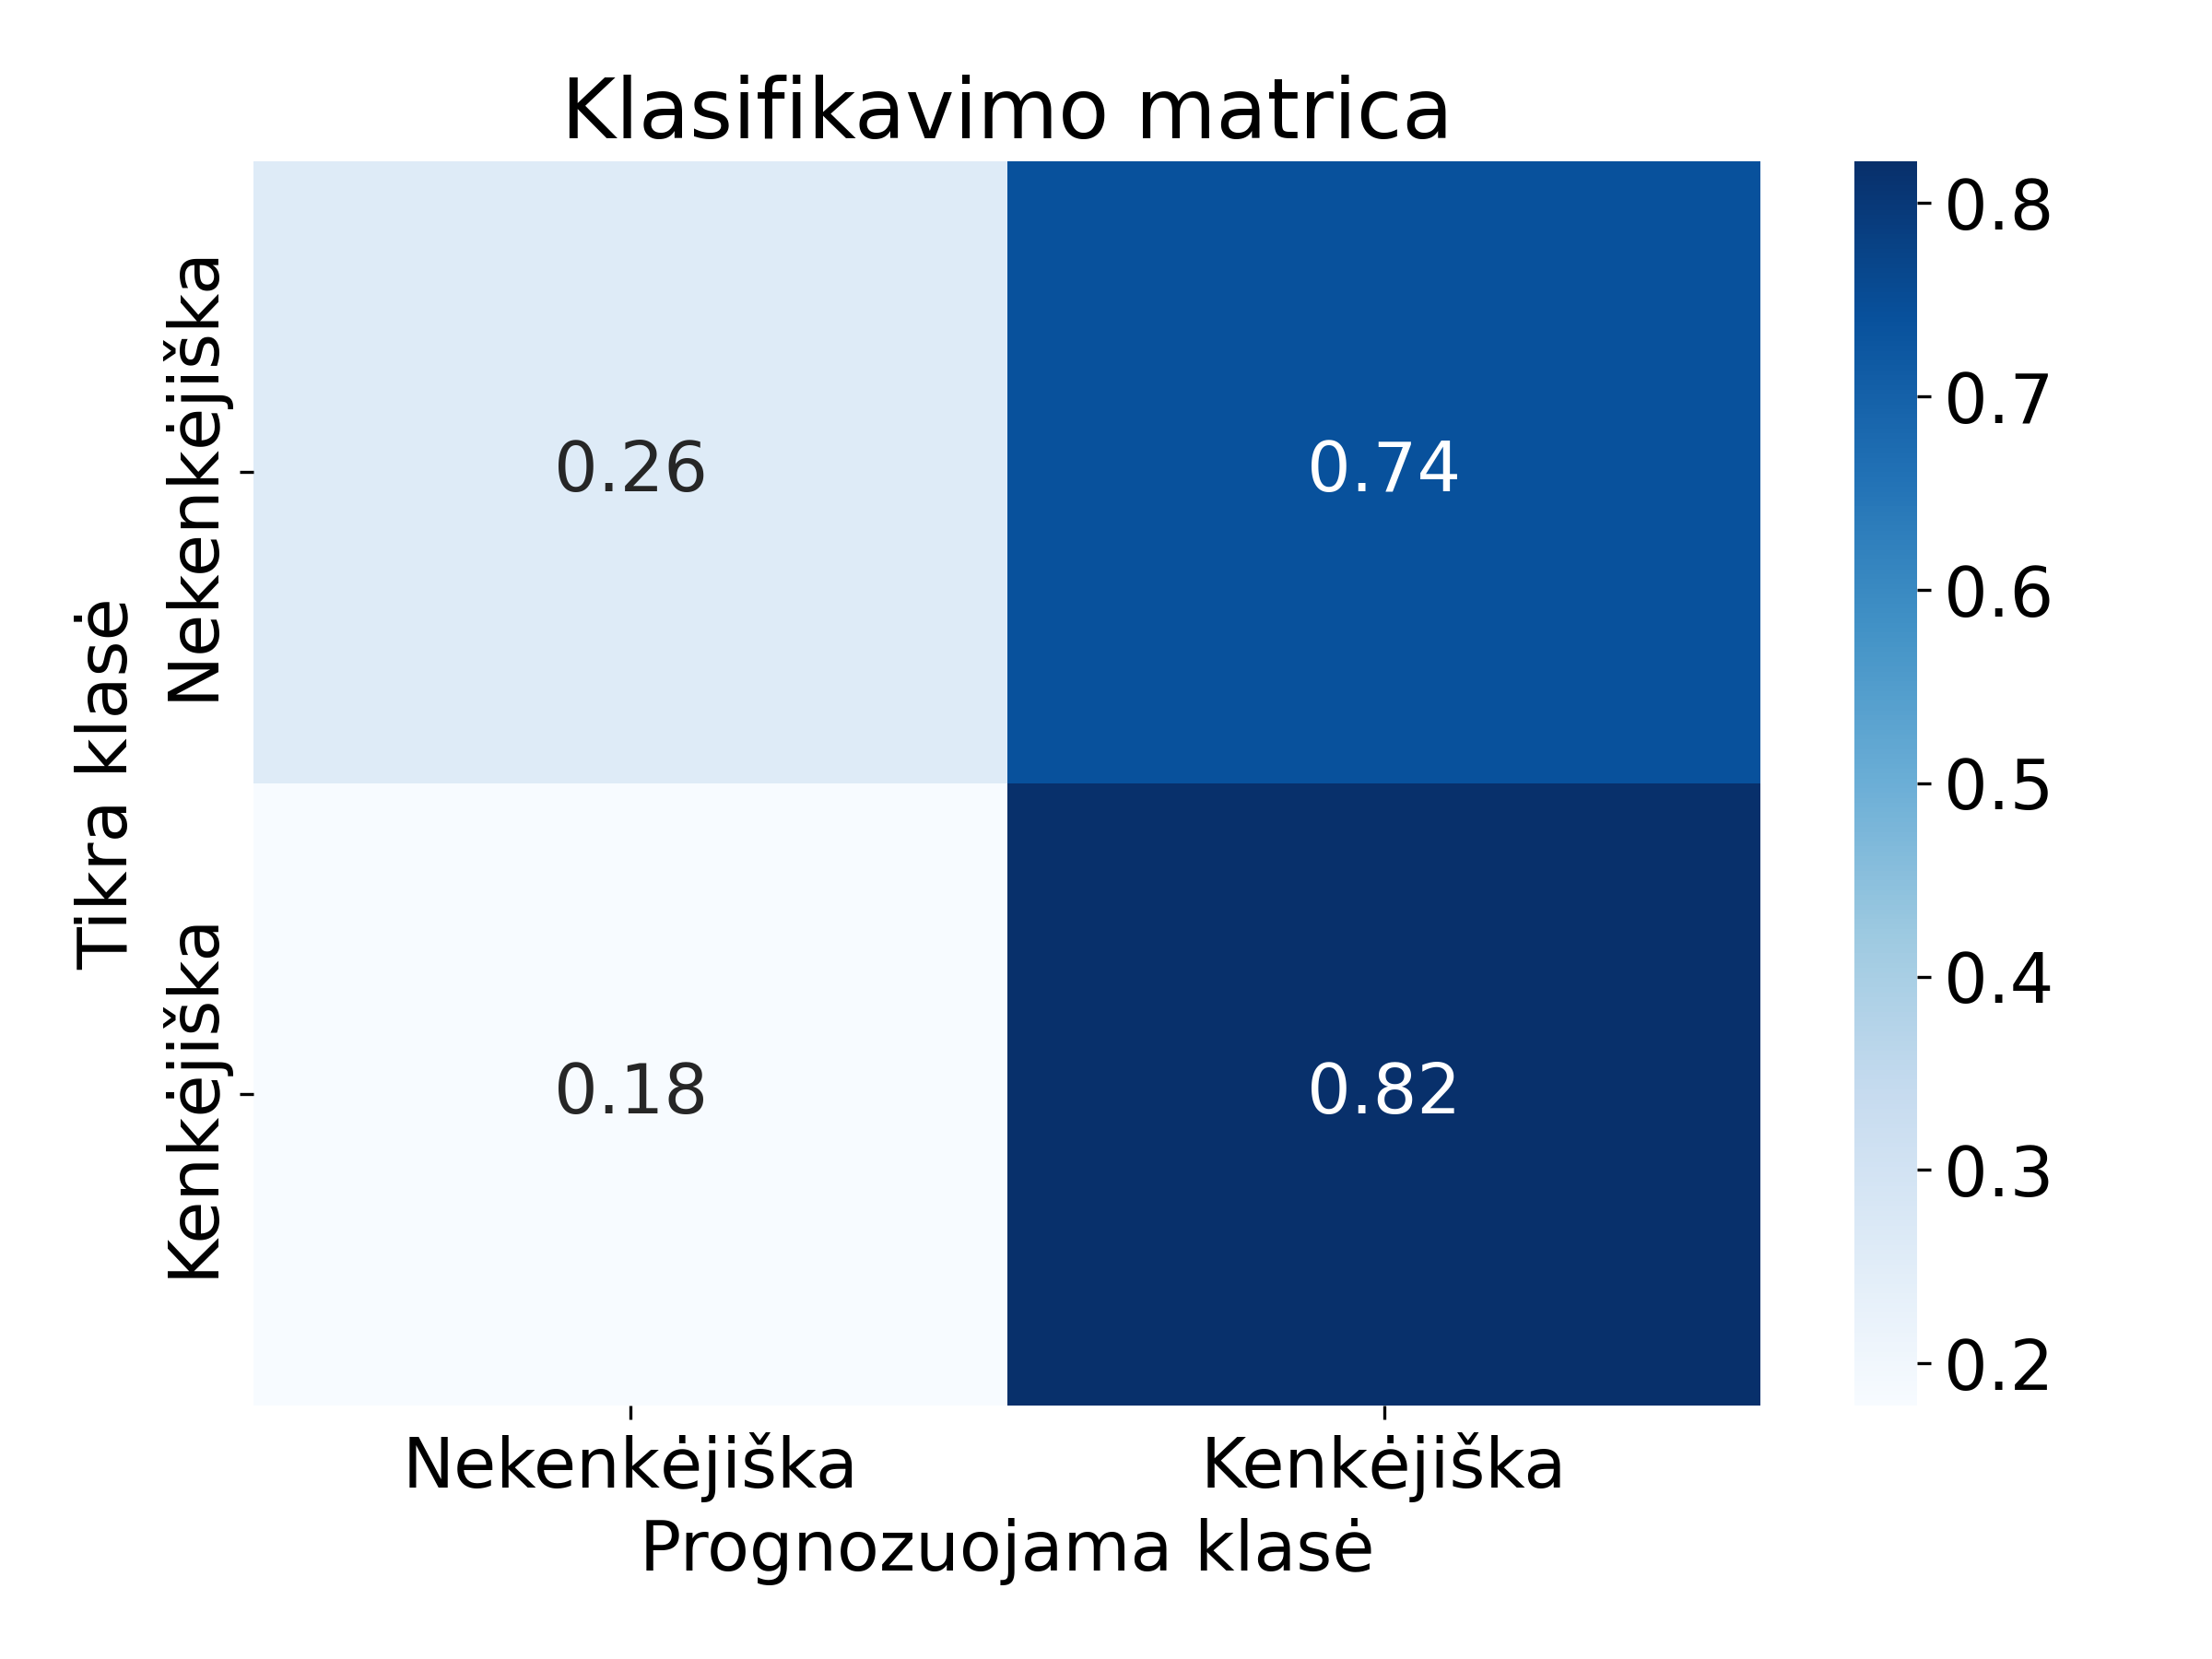 Klasifikavimo matrica
Tikra klasė
Nekenkėjiška
Kenkėjiška
0.26
0.74
0.18
0.82
Nekenkėjiška
Kenkėjiška
Prognozuojama klasė
0.8
0.7
0.6
0.5
0.4
0.3
0.2